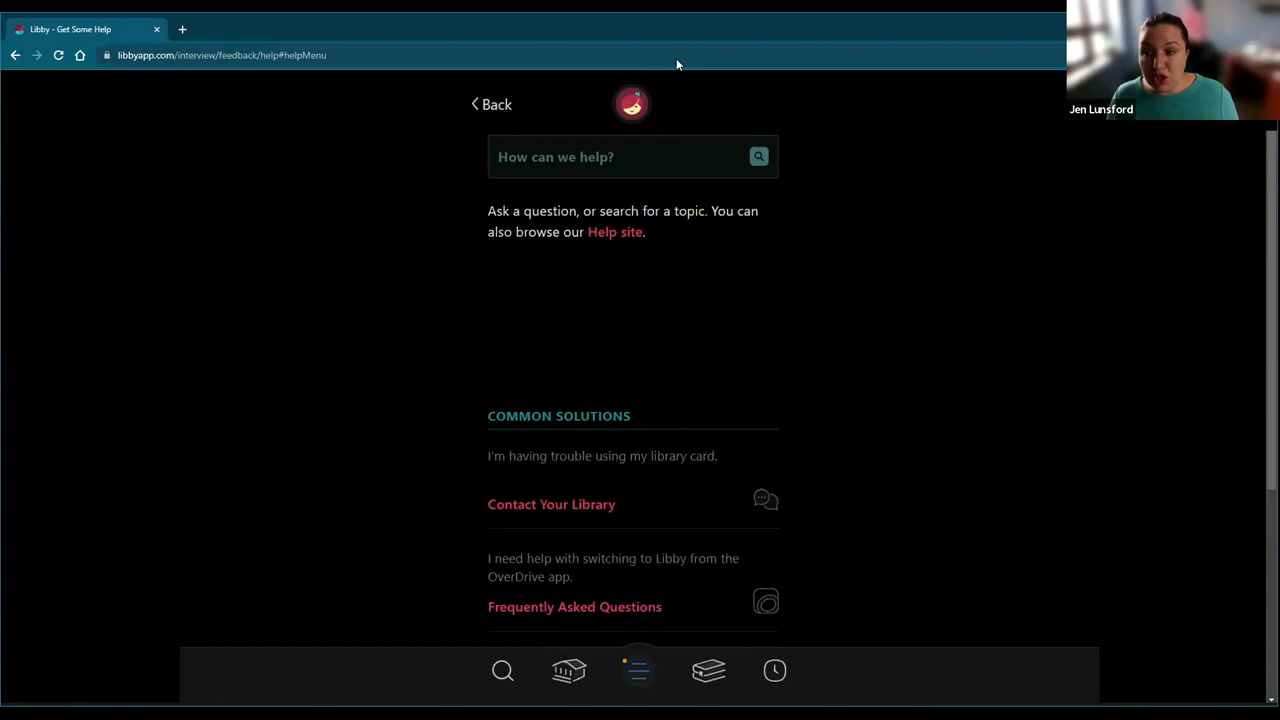 Libby - Get Some Help
libbyapp.com/interview/feedback/help#helpMenu
Jen Lunsford
Back
How can we help?
Ask a question, or search for a topic. You can
also browse our Help site.
COMMON SOLUTIONS
I'm having trouble using my library card.
Contact Your Library
I need help with switching to Libby from the
OverDrive app.
Frequently Asked Questions